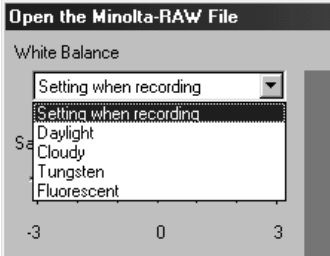 Open the Minolta-RAW File
White Balance
Setting when recording
Setting when recording
Daylight
Cloudy
Tungsten
Fluorescent
-3 0 3